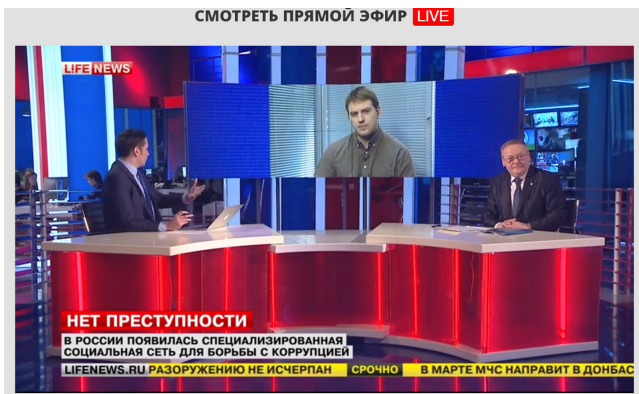 СМОТРЕТЬ ПРЯМОЙ ЭФИР LIVE
L!FE NEWS
НЕТ ПРЕСТУПНОСТИ
В РОССИИ ПОЯВИЛАСЬ СПЕЦИАЛИЗИРОВАННАЯ
СОЦИАЛЬНАЯ СЕТЬ ДЛЯ БОРЬБЫ С КОРРУПЦИЕЙ
LIFENEWS.RU РАЗОРУЖЕНИЮ НЕ ИСЧЕРПАН СРОЧНО В МАРТЕ МЧС НАПРАВИТ В ДОНБАС